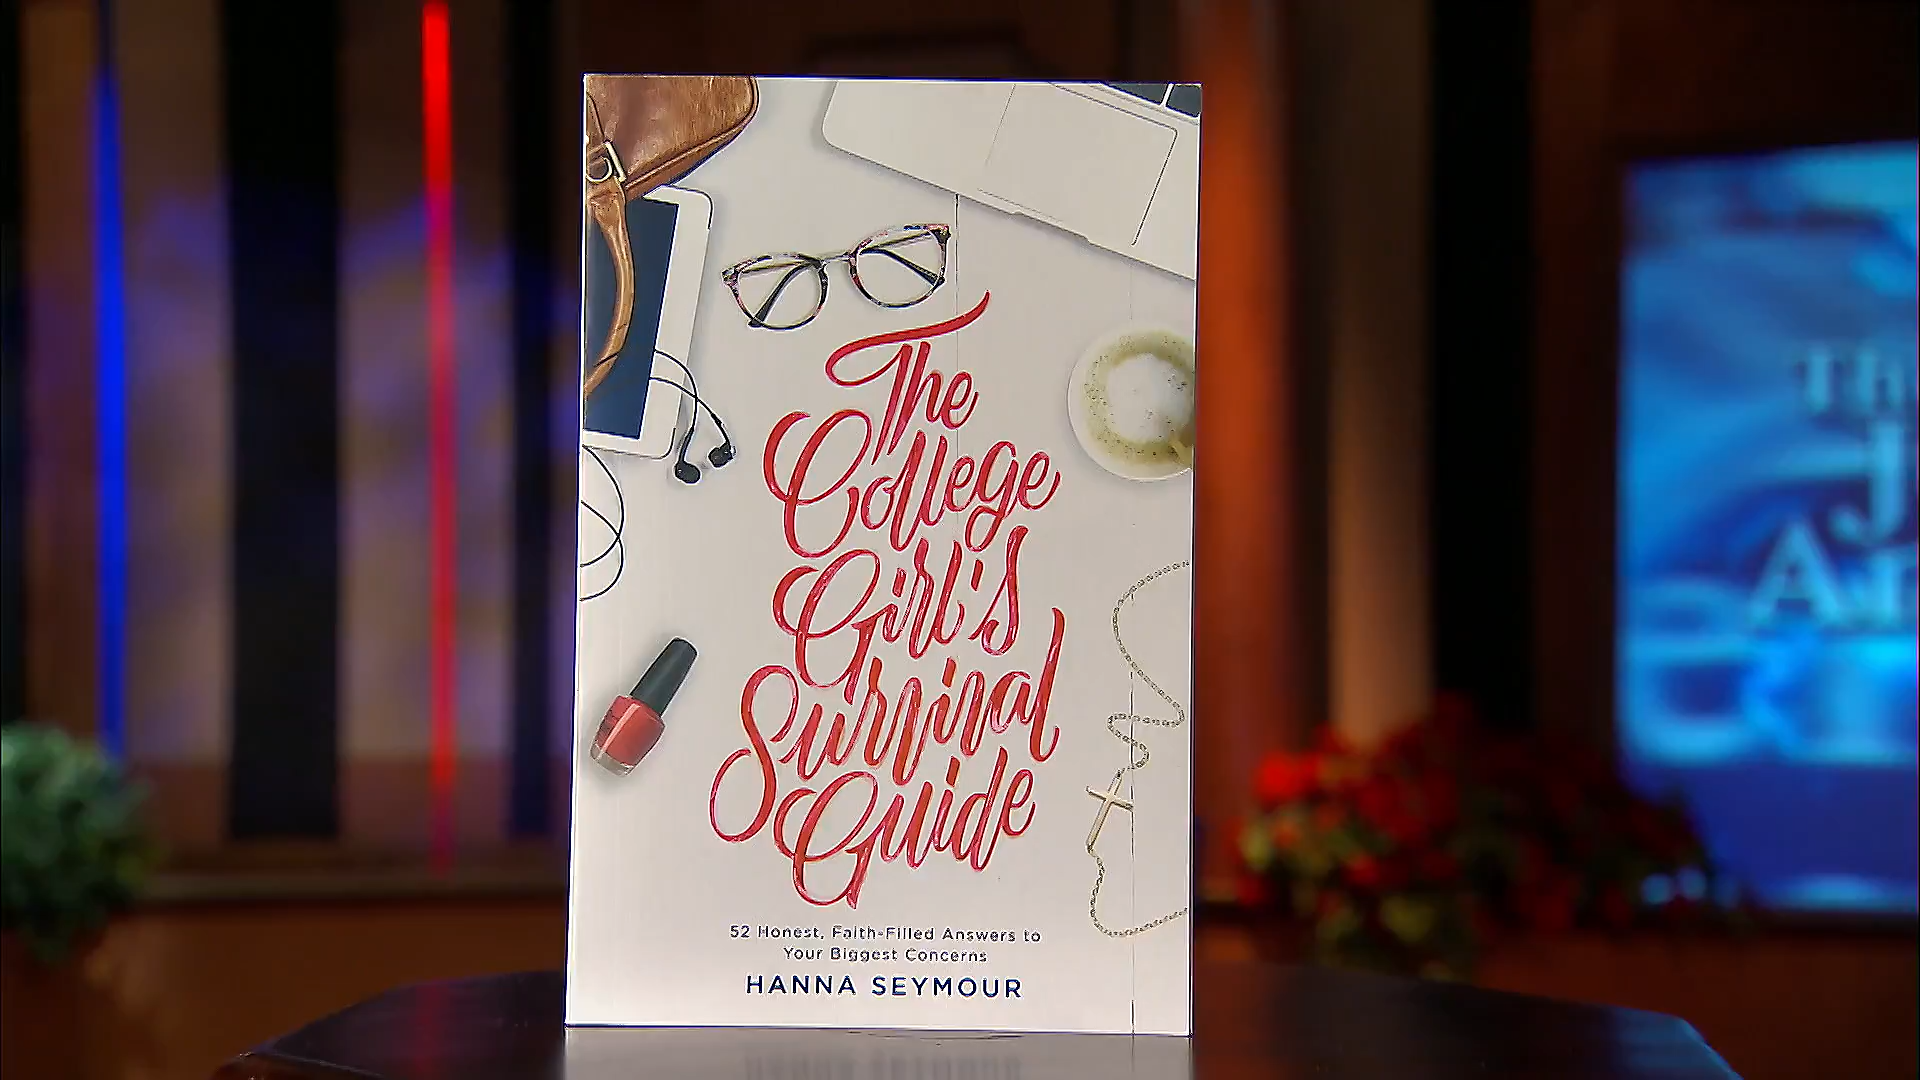 The
College
Girl's
Survival
Guide
52 Honest, Faith-Filled Answers to
Your Biggest Concerns
HANNA SEYMOUR